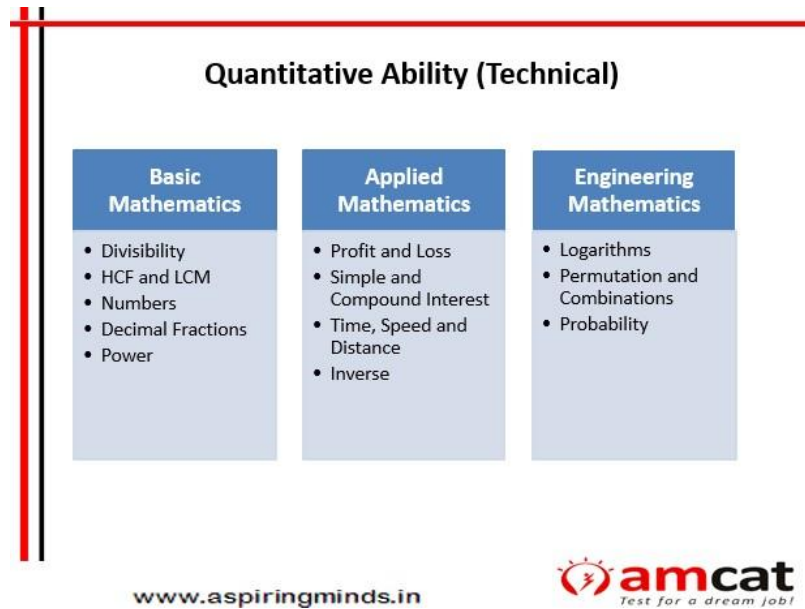 Quantitative Ability (Technical)
Basic
Mathematics
• Divisibility
• HCF and LCM
• Numbers
• Decimal Fractions
• Power
Applied
Mathematics
• Profit and Loss
• Simple and
Compound Interest
• Time, Speed and
Distance
• Inverse
Engineering
Mathematics
• Logarithms
• Permutation and
Combinations
• Probability
www.aspiringminds.in
amcat
Test for a dream job!